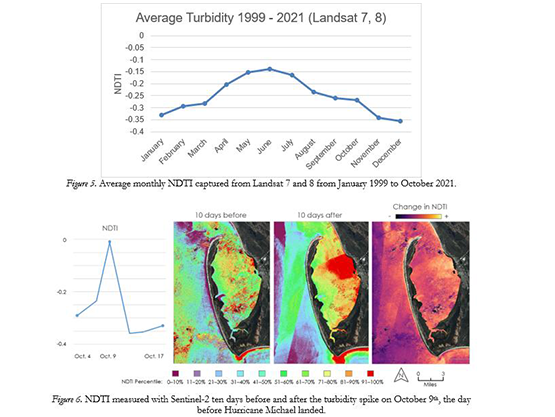 Average Turbidity 1999 - 2021 (Landsat 7, 8)
0
-0.05
-0.1
-0.15
-0.2
-0.25
-0.3
-0.35
-0.4
NDTI
January
February
March
April
May
June
July
August
September
October
November
December
Figure 5. Average monthly NDTI captured from Landsat 7 and 8 from January 1999 to October 2021.
NDTI
0
-0.2
-0.4
Oct. 4
Oct. 9
Oct. 17
10 days before
10 days after
Change in NDTI
- +
NDTI Percentile: 0-10% 11-20% 21-30% 31-40% 41-50% 51-60% 61-70% 71-80% 81-90% 91-100%
N
0 3
Miles
Figure 6. NDTI measured with Sentinel-2 ten days before and after the turbidity spike on October 9th, the day
before Hurricane Michael landed.